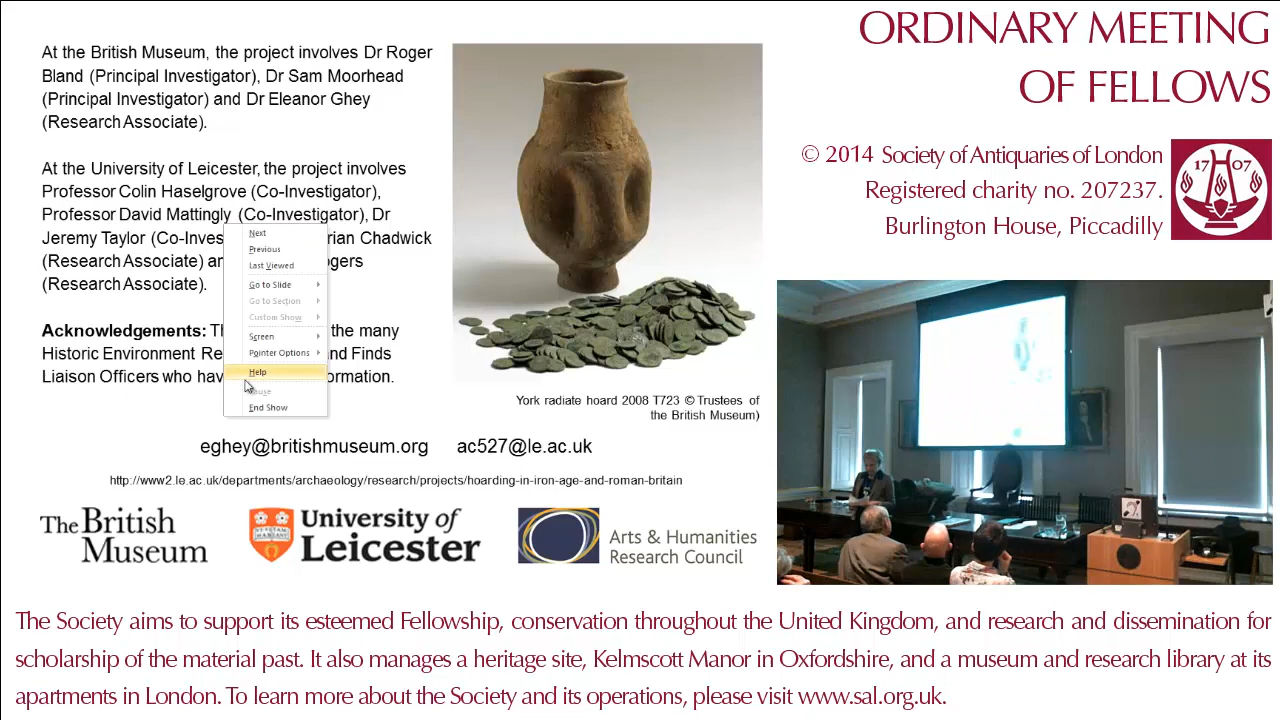 ORDINARY MEETING
OF FELLOWS
© 2014 Society of Antiquaries of London
Registered charity no. 207237.
Burlington House, Piccadilly
17 07
At the British Museum, the project involves Dr Roger
Bland (Principal Investigator), Dr Sam Moorhead
(Principal Investigator) and Dr Eleanor Ghey
(Research Associate).
At the University of Leicester, the project involves
Professor Colin Haselgrove (Co-Investigator),
Professor David Mattingly (Co-Investigator), Dr
Jeremy Taylor (Co-Inves rian Chadwick
(Research Associate) an ogers
(Research Associate).
Acknowledgements: Th the many
Historic Environment Re and Finds
Liaison Officers who hav ormation.
Next
Previous
Last Viewed
Go to Slide
Go to Section
Custom Show
Screen
Pointer Options
Help
Pause
End Show
York radiate hoard 2008 T723 © Trustees of
the British Museum)
eghey@britishmuseum.org ac527@le.ac.uk
http://www2.le.ac.uk/departments/archaeology/research/projects/hoarding-in-iron-age-and-roman-britain
The British
Museum
University of
Leicester
Arts & Humanities
Research Council
The Society aims to support its esteemed Fellowship, conservation throughout the United Kingdom, and research and dissemination for
scholarship of the material past. It also manages a heritage site, Kelmscott Manor in Oxfordshire, and a museum and research library at its
apartments in London. To learn more about the Society and its operations, please visit www.sal.org.uk.